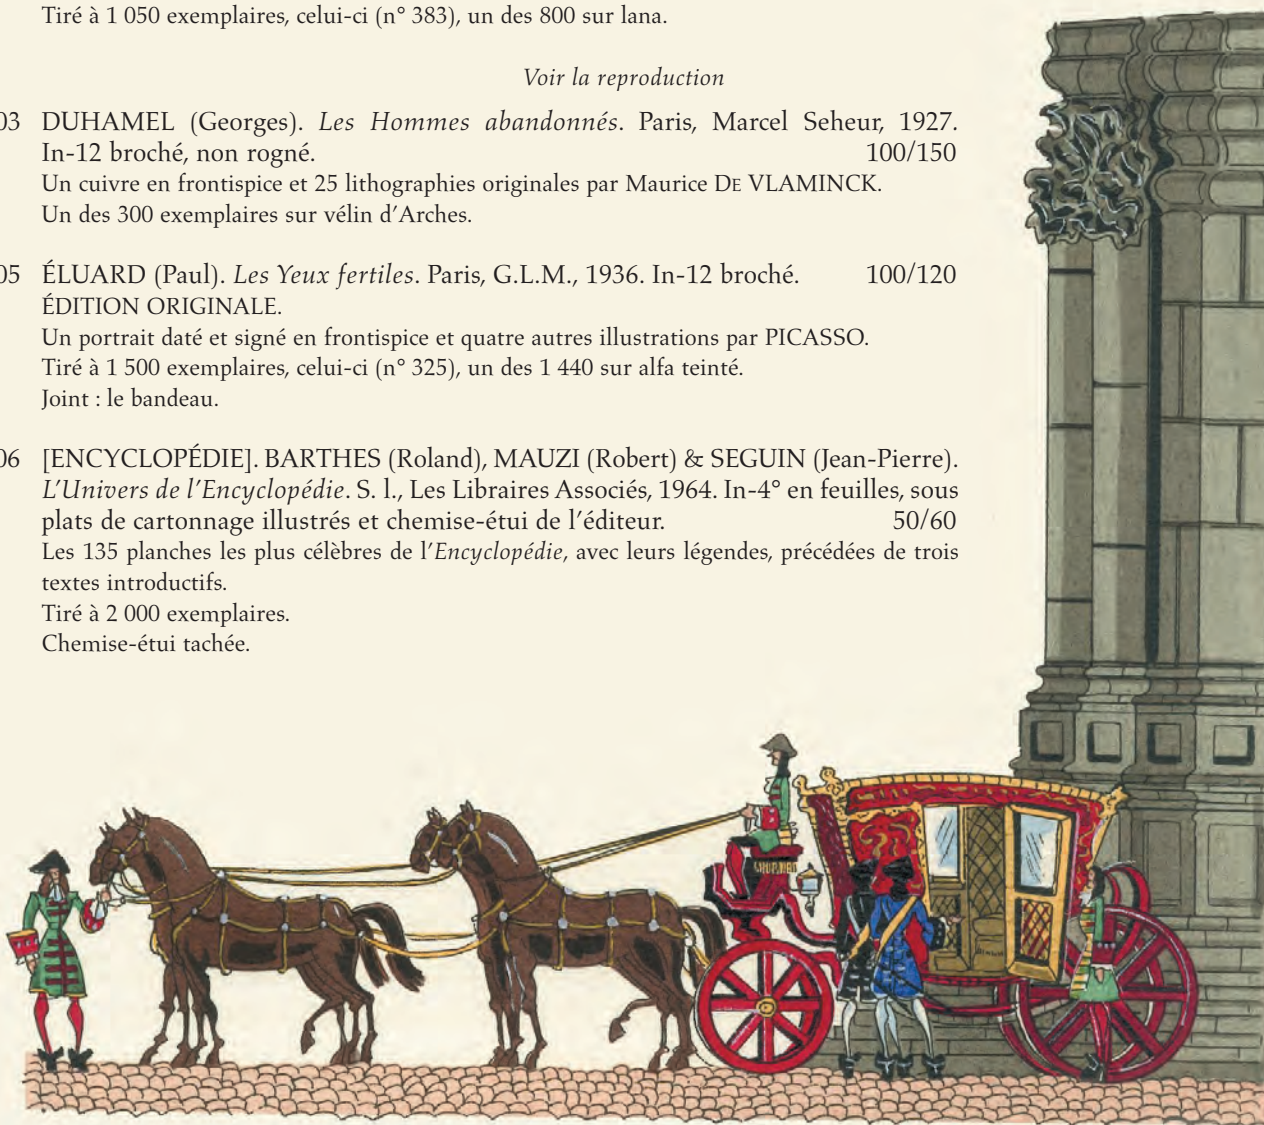 Tiré à 1 050 exemplaires, celui-ci (n° 383), un des 800 sur lana.
Voir la reproduction
03 DUHAMEL (Georges). Les Hommes abandonnés. Paris, Marcel Seheur, 1927.
In-12 broché, non rogné. 100/150
Un cuivre en frontispice et 25 lithographies originales par Maurice DE VLAMINCK.
Un des 300 exemplaires sur vélin d'Arches.
05 ÉLUARD (Paul). Les Yeux fertiles. Paris, G.L.M., 1936. In-12 broché. 100/120
ÉDITION ORIGINALE.
Un portrait daté et signé en frontispice et quatre autres illustrations par PICASSO.
Tiré à 1 500 exemplaires, celui-ci (n° 325), un des 1 440 sur alfa teinté.
Joint : le bandeau.
06 [ENCYCLOPÉDIE]. BARTHES (Roland), MAUZI (Robert) & SEGUIN (Jean-Pierre).
L'Univers de l'Encyclopédie. S. l., Les Libraires Associés, 1964. In-4° en feuilles, sous
plats de cartonnage illustrés et chemise-étui de l'éditeur. 50/60
Les 135 planches les plus célèbres de l'Encyclopédie, avec leurs légendes, précédées de trois
textes introductifs.
Tiré à 2 000 exemplaires.
Chemise-étui tachée.